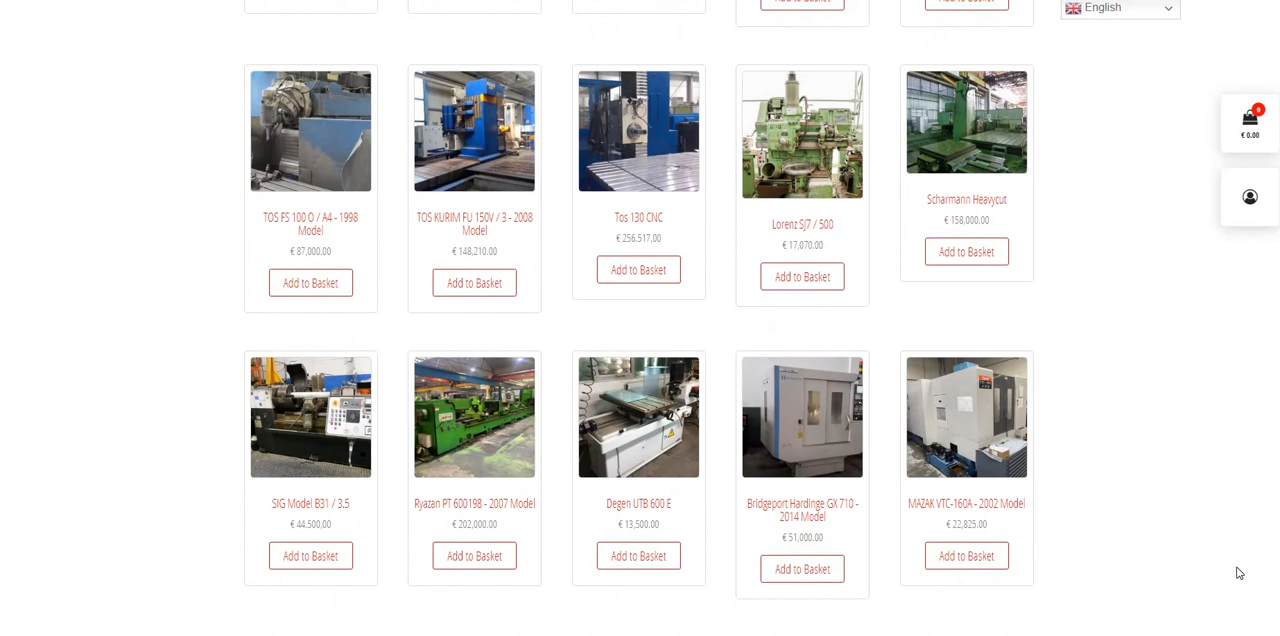 English
0
€ 0.00
TOS FS 100 O / A4 - 1998
Model
€ 87,000.00
Add to Basket
TOS KURIM FU 150V / 3 - 2008
Model
€ 148,210.00
Add to Basket
Tos 130 CNC
€ 256.517,00
Add to Basket
Lorenz SJ7 / 500
€ 17,070.00
Add to Basket
Scharmann Heavycut
€ 158,000.00
Add to Basket
SIG Model B31 / 3.5
€ 44.500,00
Add to Basket
Ryazan PT 600198 - 2007 Model
€ 202,000.00
Add to Basket
Degen UTB 600 E
€ 13,500.00
Add to Basket
Bridgeport Hardinge GX 710 -
2014 Model
€ 51,000.00
Add to Basket
MAZAK VTC-160A - 2002 Model
€ 22,825.00
Add to Basket